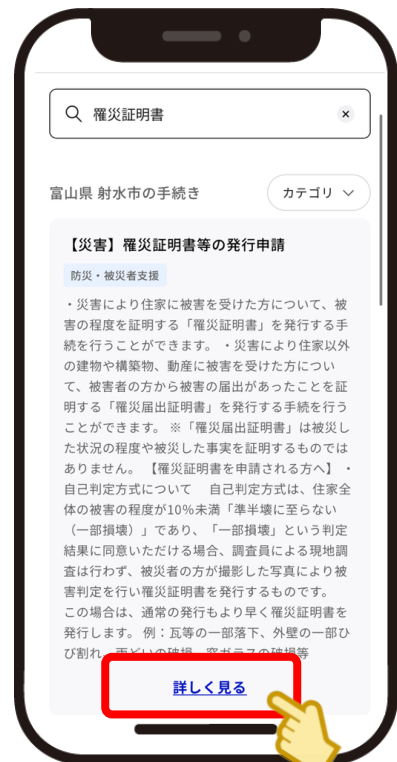 罹災証明書
富山県 射水市の手続き
カテゴリ
【災害】罹災証明書等の発行申請
防災・被災者支援
・災害により住家に被害を受けた方について、被
害の程度を証明する「罹災証明書」を発行する手
続を行うことができます。 ・災害により住家以外
の建物や構築物、動産に被害を受けた方につい
て、被害者の方から被害の届出があったことを証
明する「罹災届出証明書」を発行する手続を行う
ことができます。 ※「罹災届出証明書」は被災し
た状況の程度や被災した事実を証明するものでは
ありません。 【罹災証明書を申請される方へ】 ・
自己判定方式について　自己判定方式は、住家全
体の被害の程度が10％未満「準半壊に至らない
（一部損壊）」であり、「一部損壊」という判定
結果に同意いただける場合、調査員による現地調
査は行わず、被災者の方が撮影した写真により被
害判定を行い罹災証明書を発行するものです。
この場合は、通常の発行もより早く罹災証明書を
発行します。 例：瓦等の一部落下、外壁の一部ひ
び割れ、雨どいの破損、窓ガラスの破損等
詳しく見る